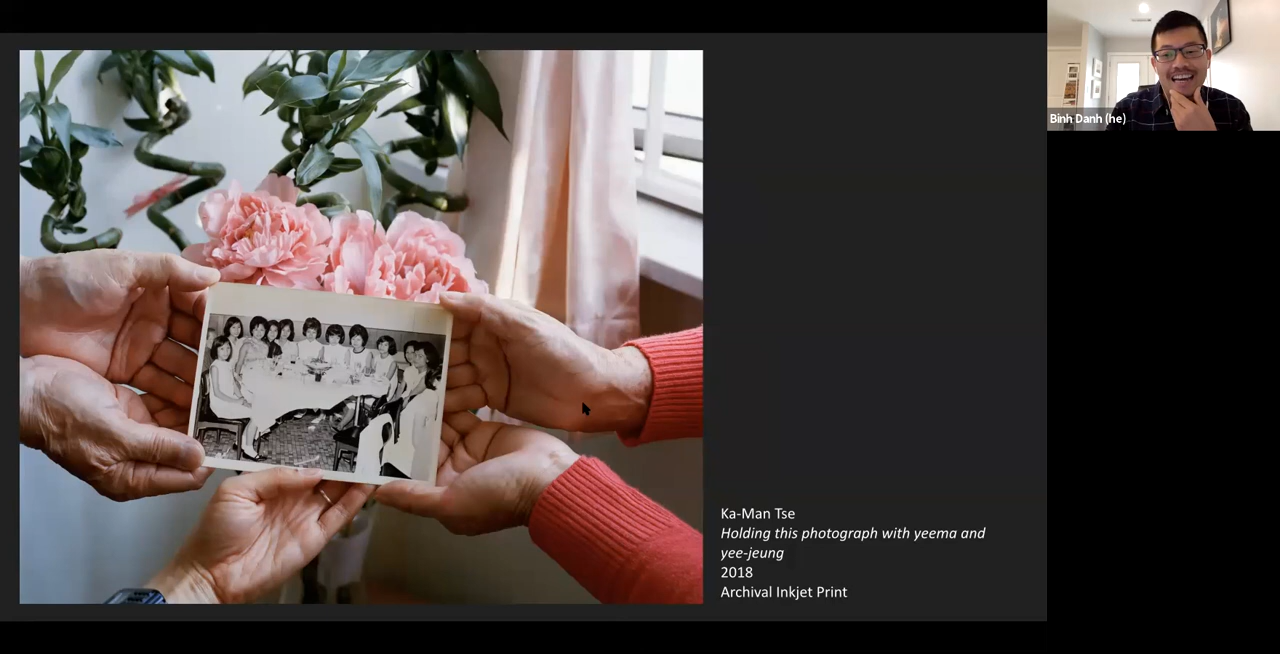 Binh Danh (he)
Ka-Man Tse
Holding this photograph with yeema and
yee-jeung
2018
Archival Inkjet Print